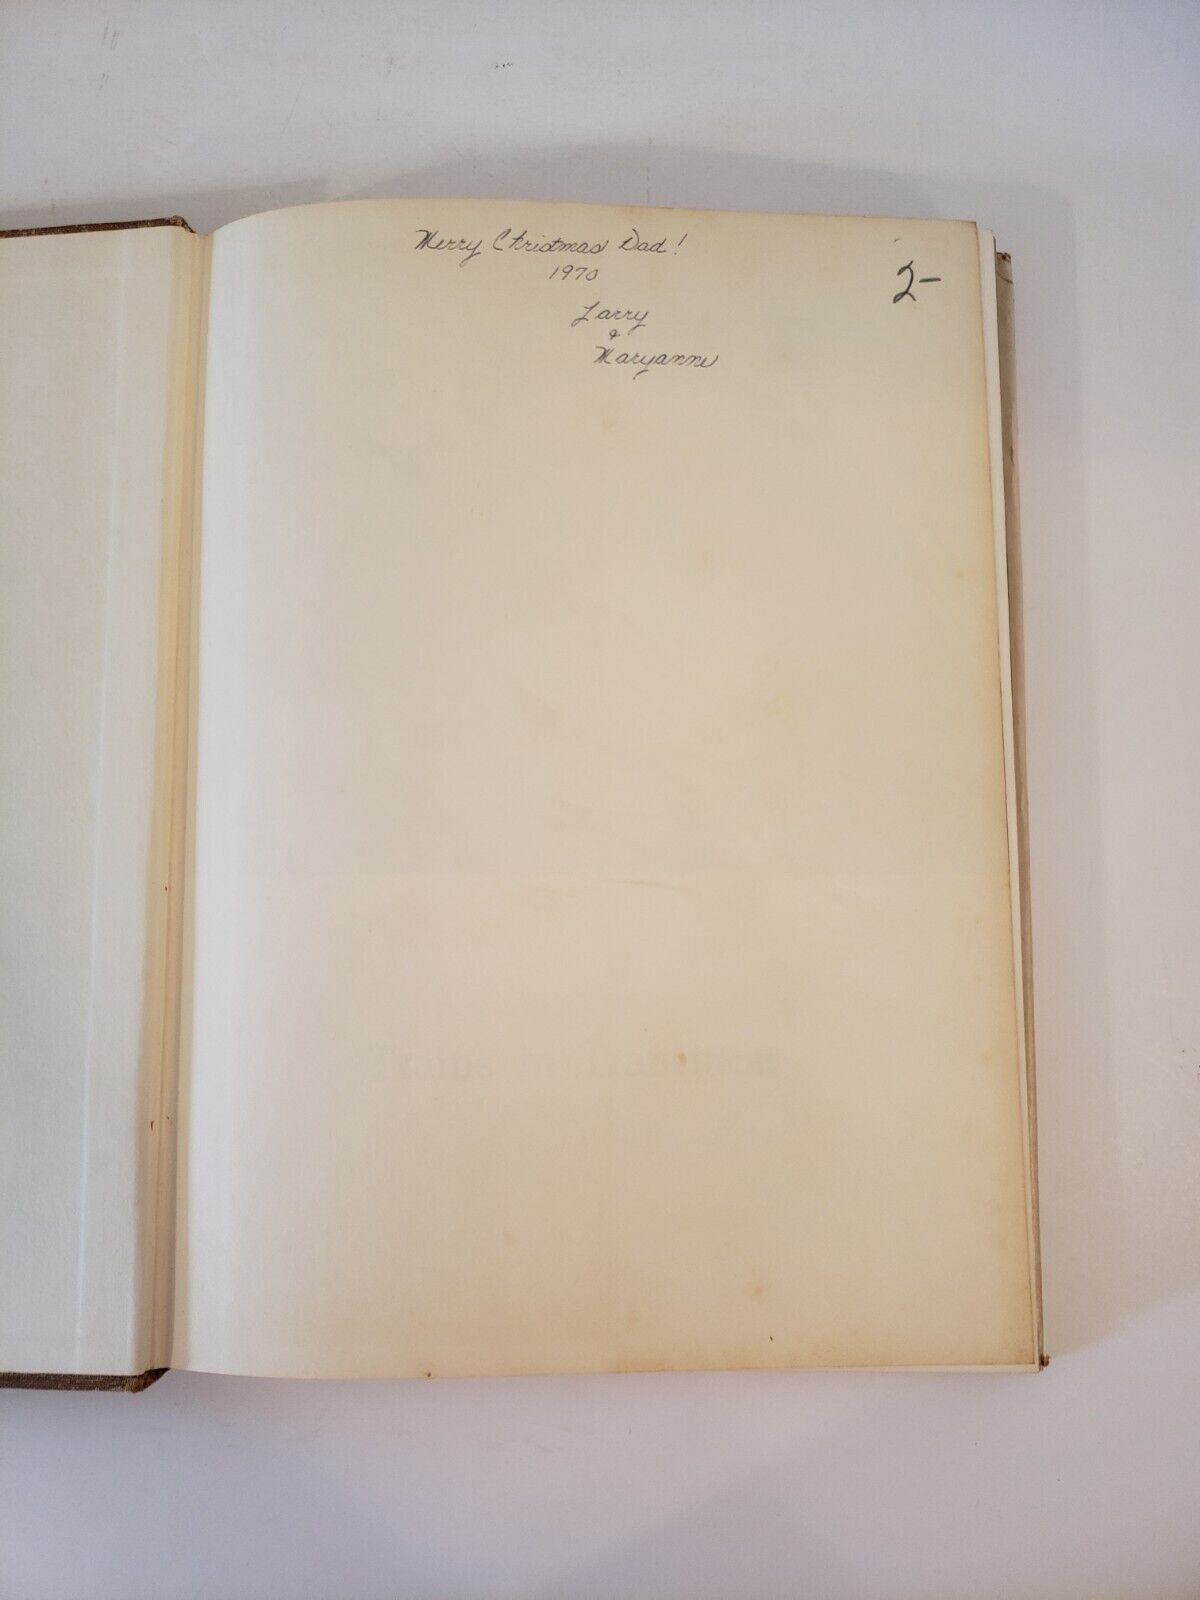 Merry Christmas Dad!
1970
2-
Larry
&
Maryanne